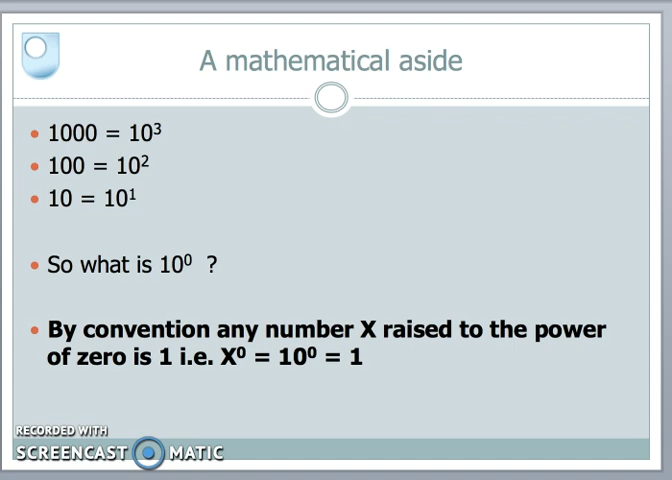 A mathematical aside
• 1000 = 10³
• 100 = 10²
• 10 = 10¹
• So what is 10⁰ ?
• By convention any number X raised to the power
of zero is 1 i.e. X⁰ = 10⁰ = 1
RECORDED WITH
SCREENCAST MATIC